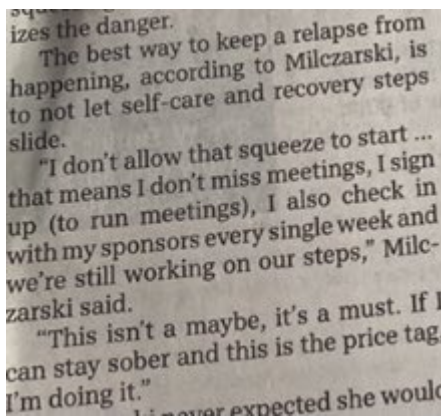 izes the danger.
The best way to keep a relapse from
happening, according to Milczarski, is
to not let self-care and recovery steps
slide.
“I don’t allow that squeeze to start ...
that means I don’t miss meetings, I sign
up (to run meetings), I also check in
with my sponsors every single week and
we’re still working on our steps,” Milc-
zarski said.
“This isn’t a maybe, it’s a must. If I
can stay sober and this is the price tag
I’m doing it.”
never expected she would